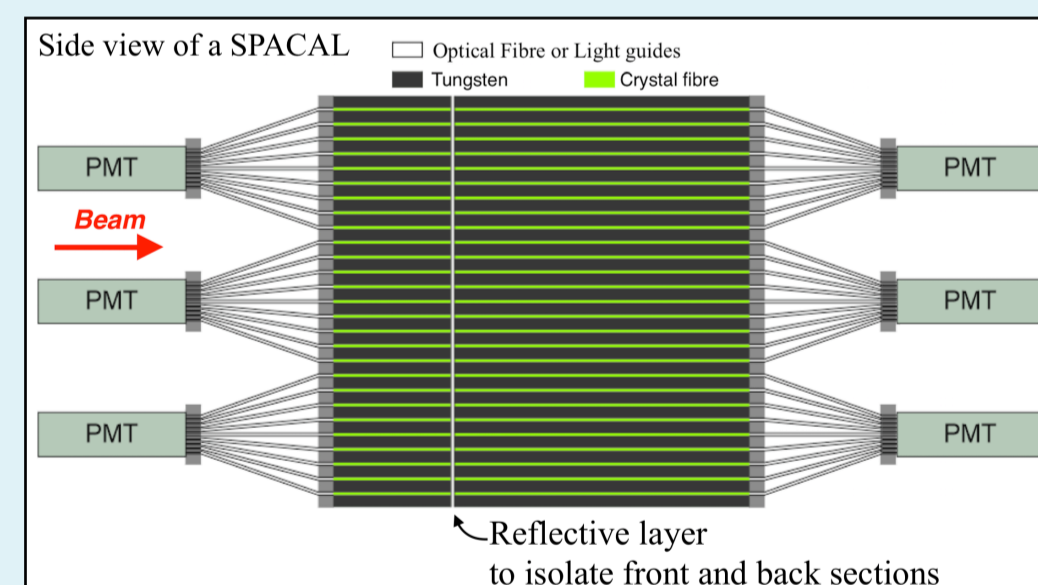 Side view of a SPACAL
Optical Fibre or Light guides
Tungsten Crystal fibre
PMT PMT
Beam
PMT PMT
PMT PMT
Reflective layer
to isolate front and back sections